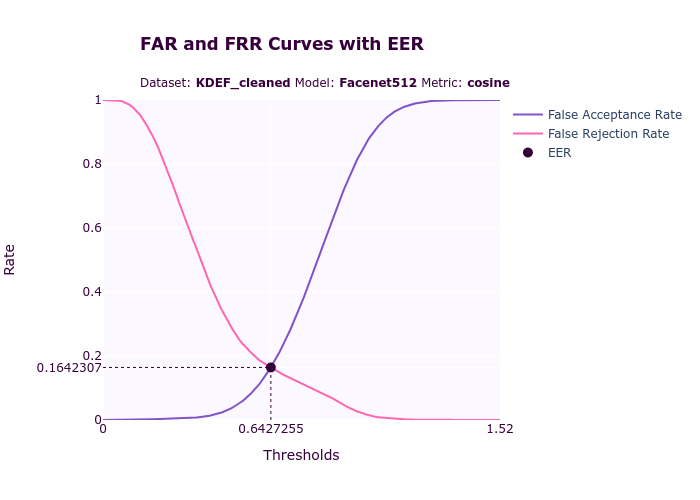 FAR and FRR Curves with EER
Dataset: KDEF_cleaned Model: Facenet512 Metric: cosine
1
0.8
0.6
0.4
0.2
0.1642307
0
0
0.6427255
1.52
Rate
Thresholds
False Acceptance Rate
False Rejection Rate
EER